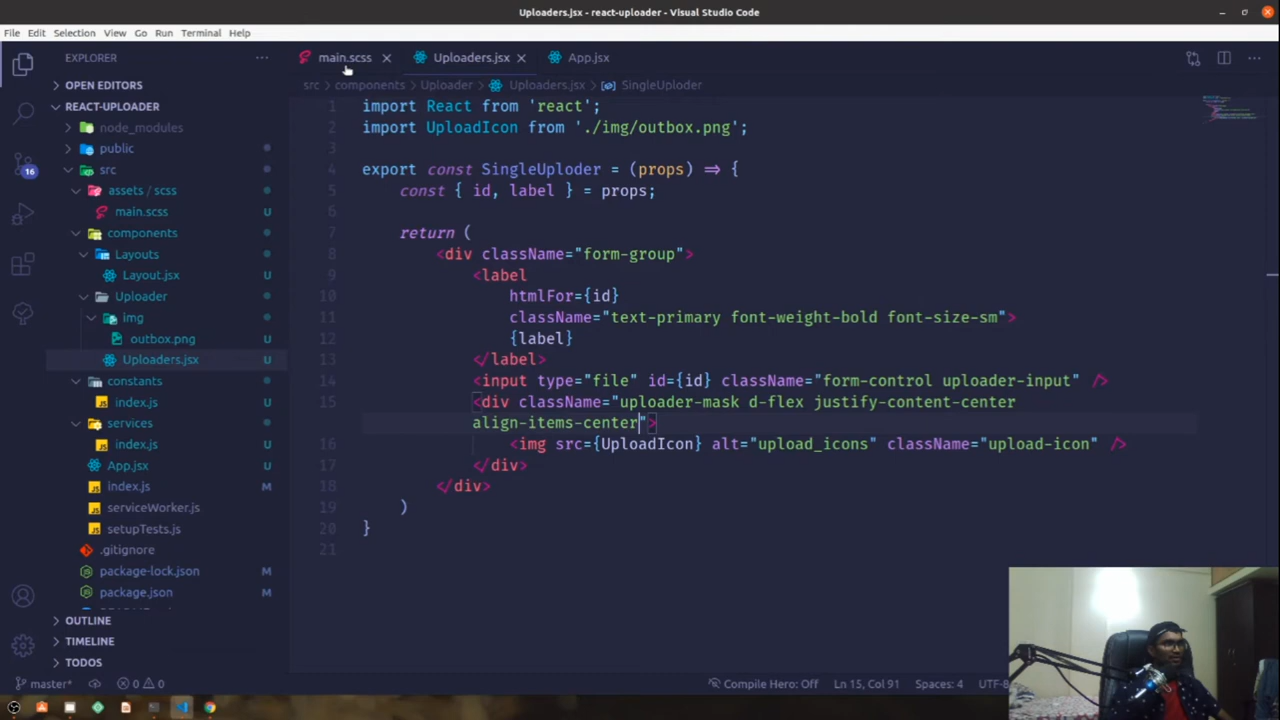 Uploaders.jsx - react-uploader - Visual Studio Code
File Edit Selection View Go Run Terminal Help
EXPLORER
main.scss
Uploaders.jsx
App.jsx
OPEN EDITORS
src > components > Uploader > Uploaders.jsx > SingleUploder
REACT-UPLOADER
node_modules
public
src
assets / scss
main.scss U
components
Layouts
Layout.jsx U
Uploader
img
outbox.png U
Uploaders.jsx U
constants
index.js U
services
index.js U
App.jsx U
index.js M
serviceWorker.js U
setupTests.js U
.gitignore
package-lock.json M
package.json M
OUTLINE
TIMELINE
TODOS
16
1 import React from 'react';
2 import UploadIcon from './img/outbox.png';
3
4 export const SingleUploder = (props) => {
5 const { id, label } = props;
6
7 return (
8 <div className="form-group">
9 <label
10 htmlFor={id}
11 className="text-primary font-weight-bold font-size-sm">
12 {label}
13 </label>
14 <input type="file" id={id} className="form-control uploader-input" />
15 <div className="uploader-mask d-flex justify-content-center
align-items-center">
16 <img src={UploadIcon} alt="upload_icons" className="upload-icon" />
17 </div>
18 </div>
19 )
20 }
21
master* 0 0 Compile Hero: Off Ln 15, Col 91 Spaces: 4 UTF-8